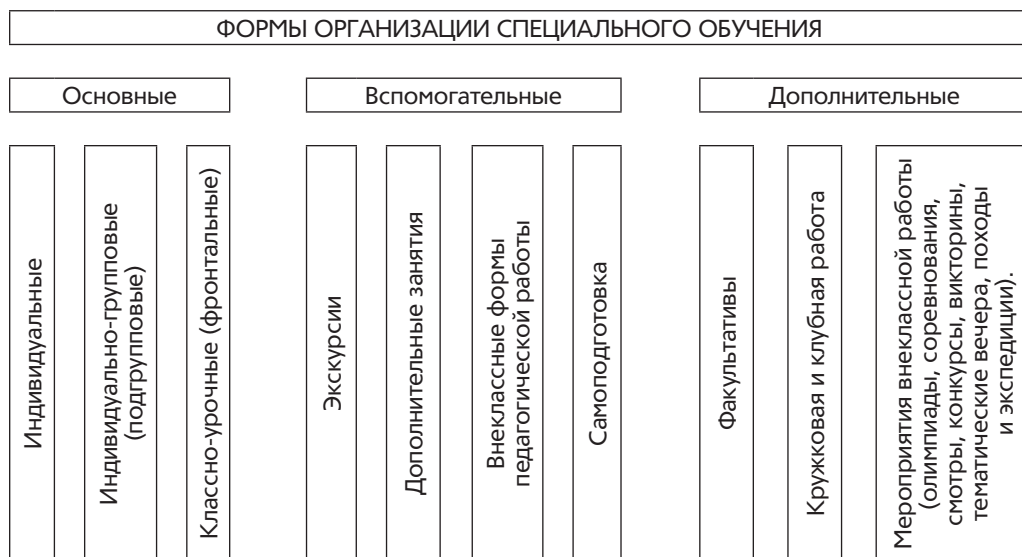 ФОРМЫ ОРГАНИЗАЦИИ СПЕЦИАЛЬНОГО ОБУЧЕНИЯ
Основные
Вспомогательные
Дополнительные
Индивидуальные
Индивидуально-групповые
(подгрупповые)
Классно-урочные (фронтальные)
Экскурсии
Дополнительные занятия
Внеклассные формы
педагогической работы
Самоподготовка
Факультативы
Кружковая и клубная работа
Мероприятия внеклассной работы
(олимпиады, соревнования,
смотры, конкурсы, викторины,
тематические вечера, походы
и экспедиции).